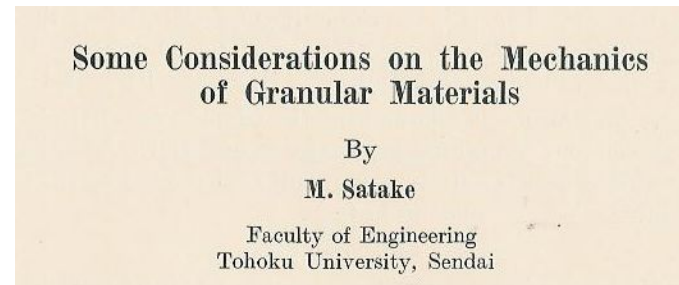 Some Considerations on the Mechanics
of Granular Materials
By
M. Satake
Faculty of Engineering
Tohoku University, Sendai